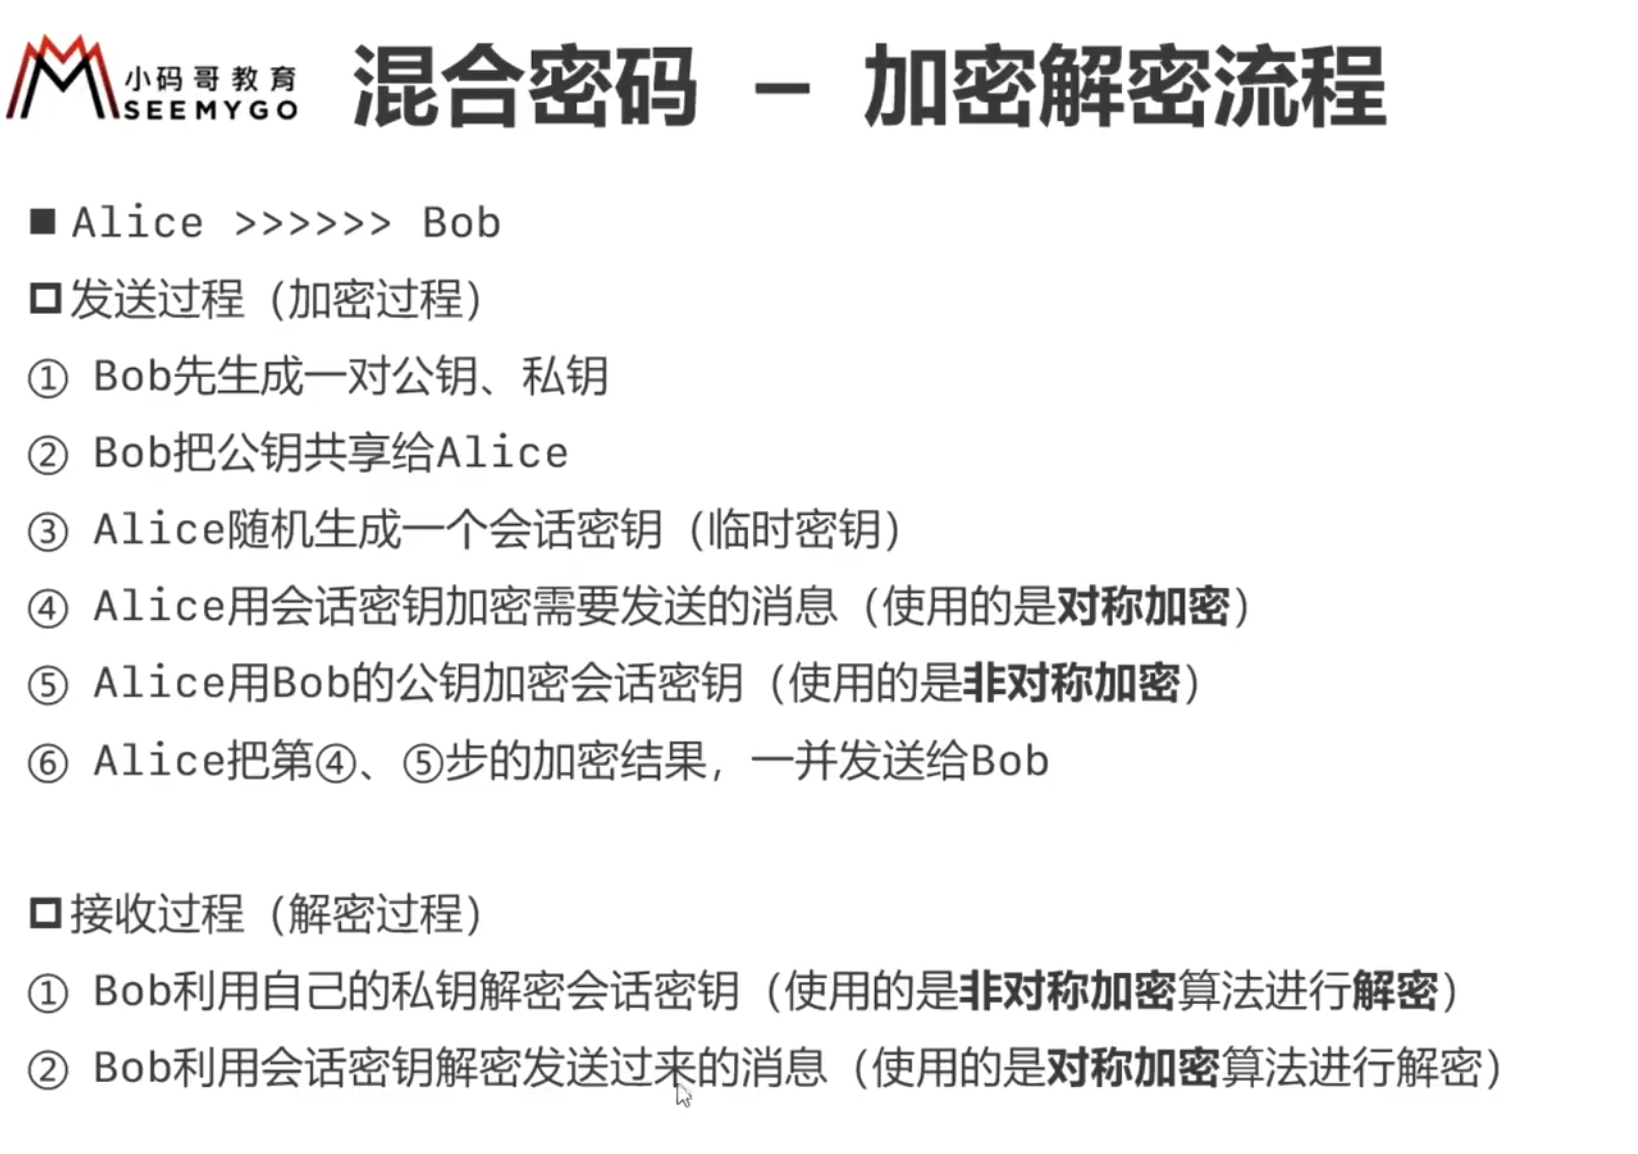 小码哥教育
SEEMYGO
混合密码 – 加密解密流程
■ Alice >>>>>> Bob
□ 发送过程（加密过程）
① Bob先生成一对公钥、私钥
② Bob把公钥共享给Alice
③ Alice随机生成一个会话密钥（临时密钥）
④ Alice用会话密钥加密需要发送的消息（使用的是对称加密）
⑤ Alice用Bob的公钥加密会话密钥（使用的是非对称加密）
⑥ Alice把第④、⑤步的加密结果，一并发送给Bob
□ 接收过程（解密过程）
① Bob利用自己的私钥解密会话密钥（使用的是非对称加密算法进行解密）
② Bob利用会话密钥解密发送过来的消息（使用的是对称加密算法进行解密）